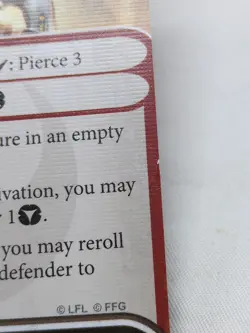 : Pierce 3
ure in an empty
ivation, you may
1.
you may reroll
defender to
© LFL © FFG